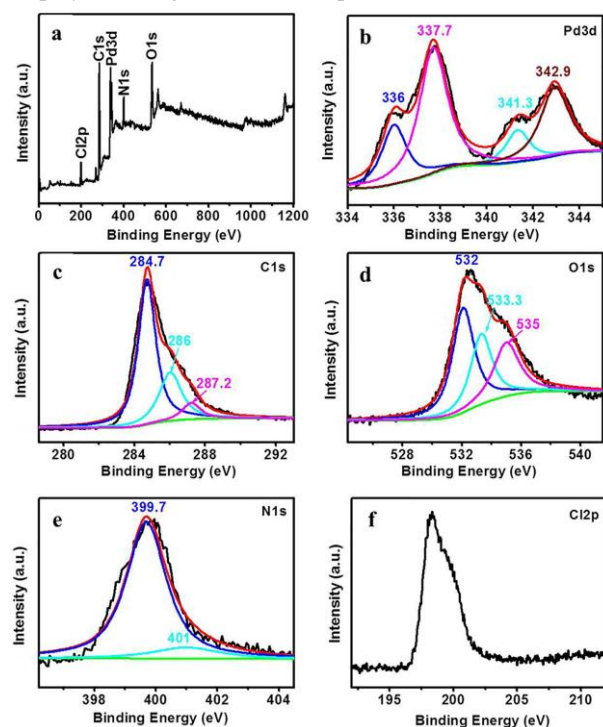 a
Cl2p
C1s
Pd3d
N1s
O1s
Intensity (a.u.)
0 200 400 600 800 1000 1200
Binding Energy (eV)
b
Pd3d
336
337.7
341.3
342.9
Intensity (a.u.)
334 336 338 340 342 344
Binding Energy (eV)
c
C1s
284.7
286
287.2
Intensity (a.u.)
280 284 288 292
Binding Energy (eV)
d
O1s
532
533.3
535
Intensity (a.u.)
528 532 536 540
Binding Energy (eV)
e
N1s
399.7
401
Intensity (a.u.)
398 400 402 404
Binding Energy (eV)
f
Cl2p
Intensity (a.u.)
195 200 205 210
Binding Energy (eV)